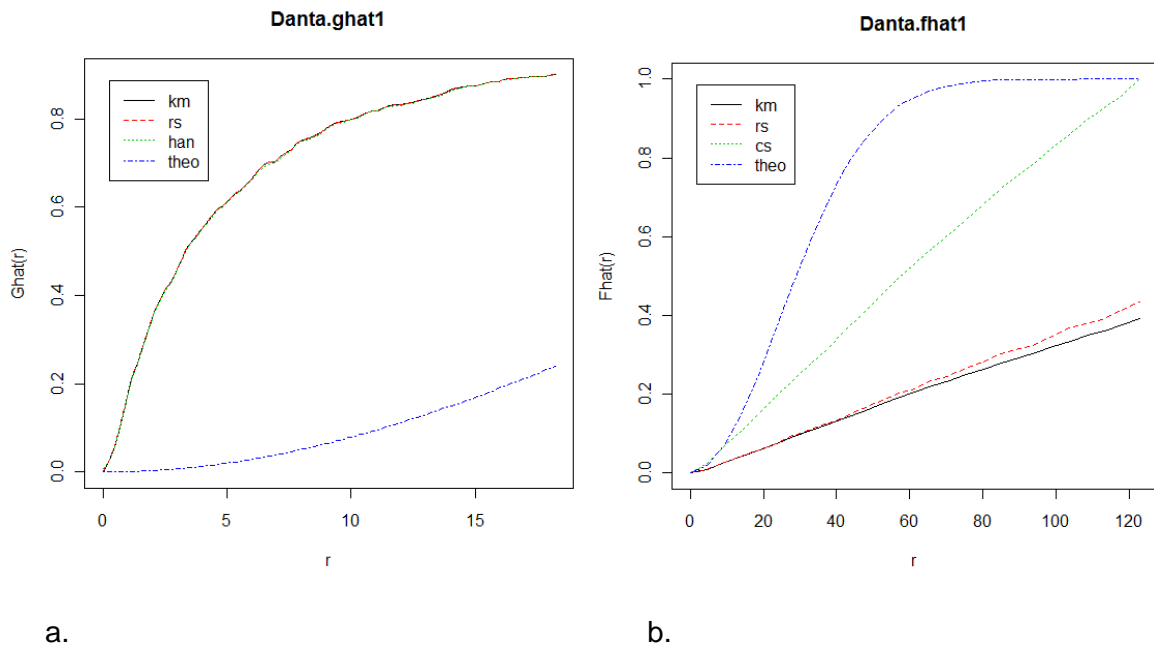 Danta.ghat1
km
rs
han
theo
Ghat(r)
0.8
0.6
0.4
0.2
0.0
0 5 10 15
r
a.
Danta.fhat1
km
rs
cs
theo
Fhat(r)
1.0
0.8
0.6
0.4
0.2
0.0
0 20 40 60 80 100 120
r
b.